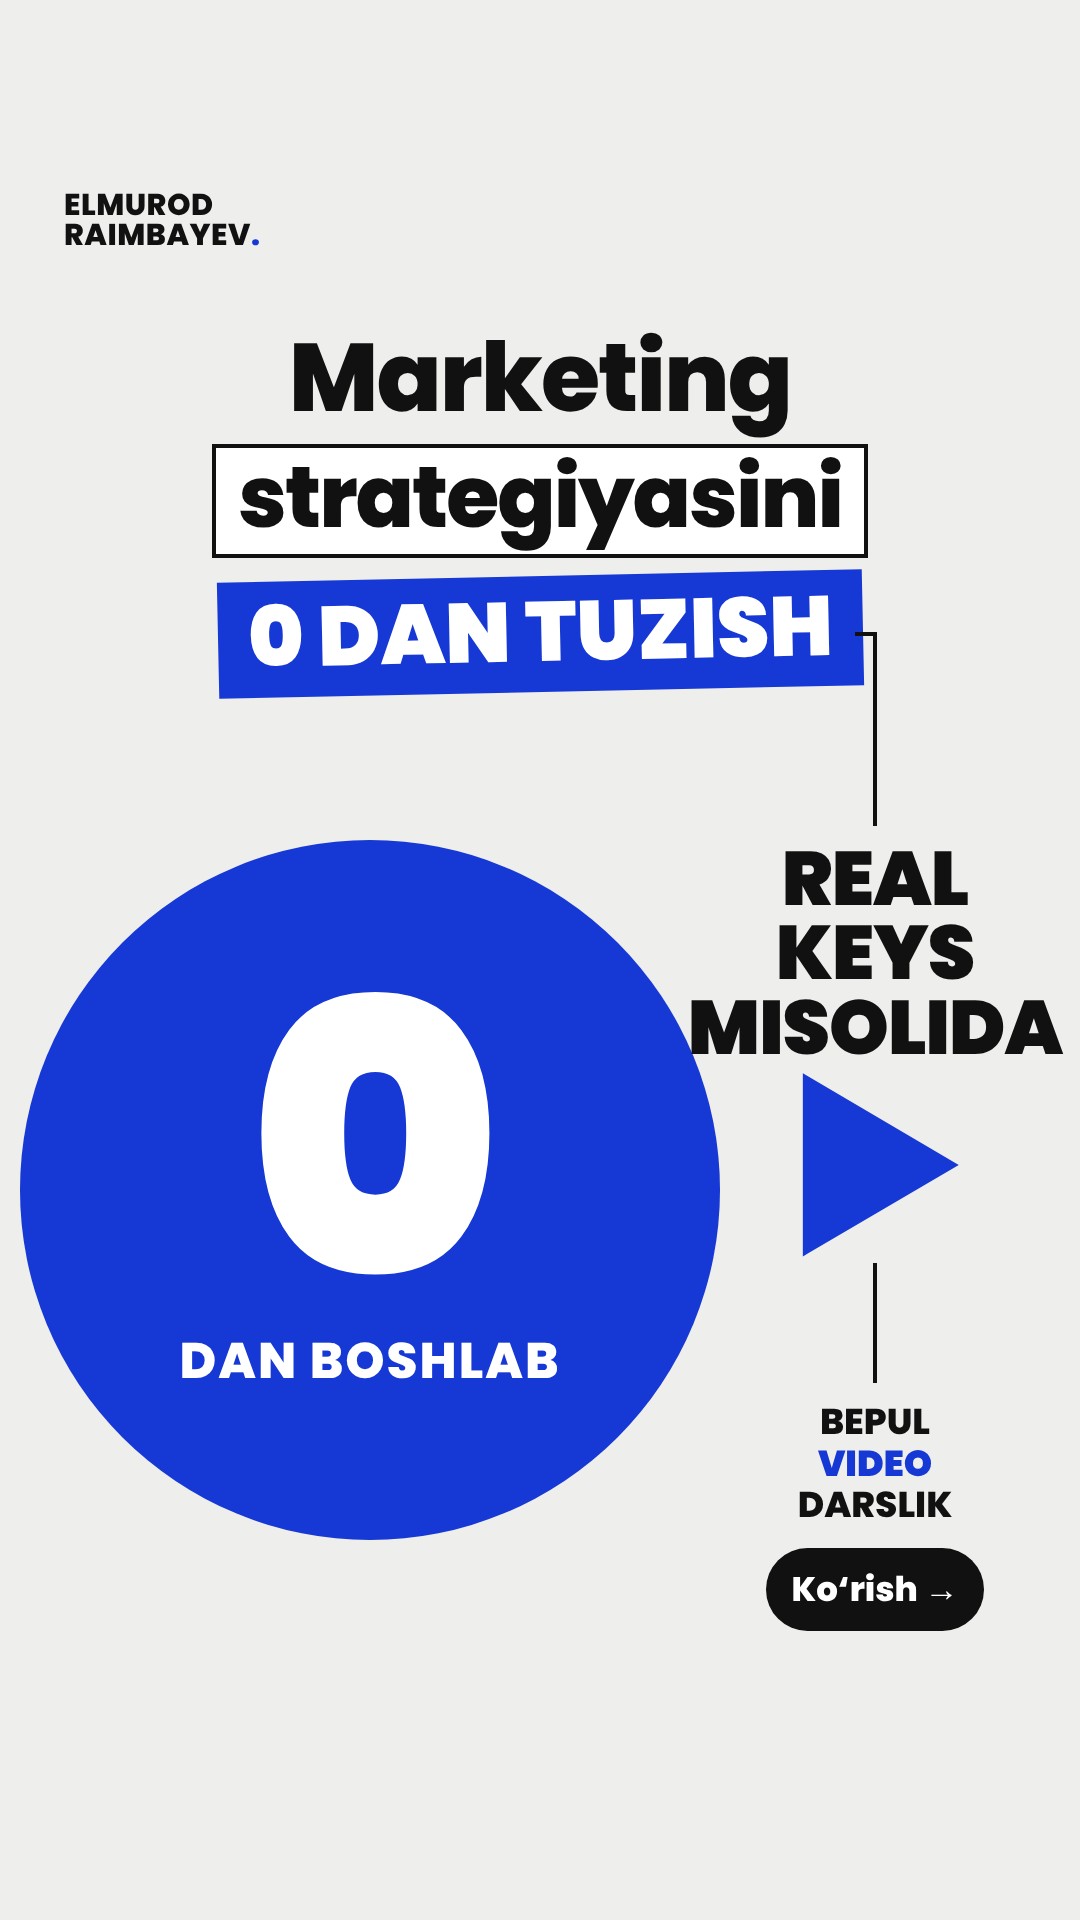 ELMUROD
RAIMBAYEV.
Marketing
strategiyasini
0 DAN TUZISH
REAL
KEYS
MISOLIDA
0
DAN BOSHLAB
BEPUL
VIDEO
DARSLIK
Ko‘rish →